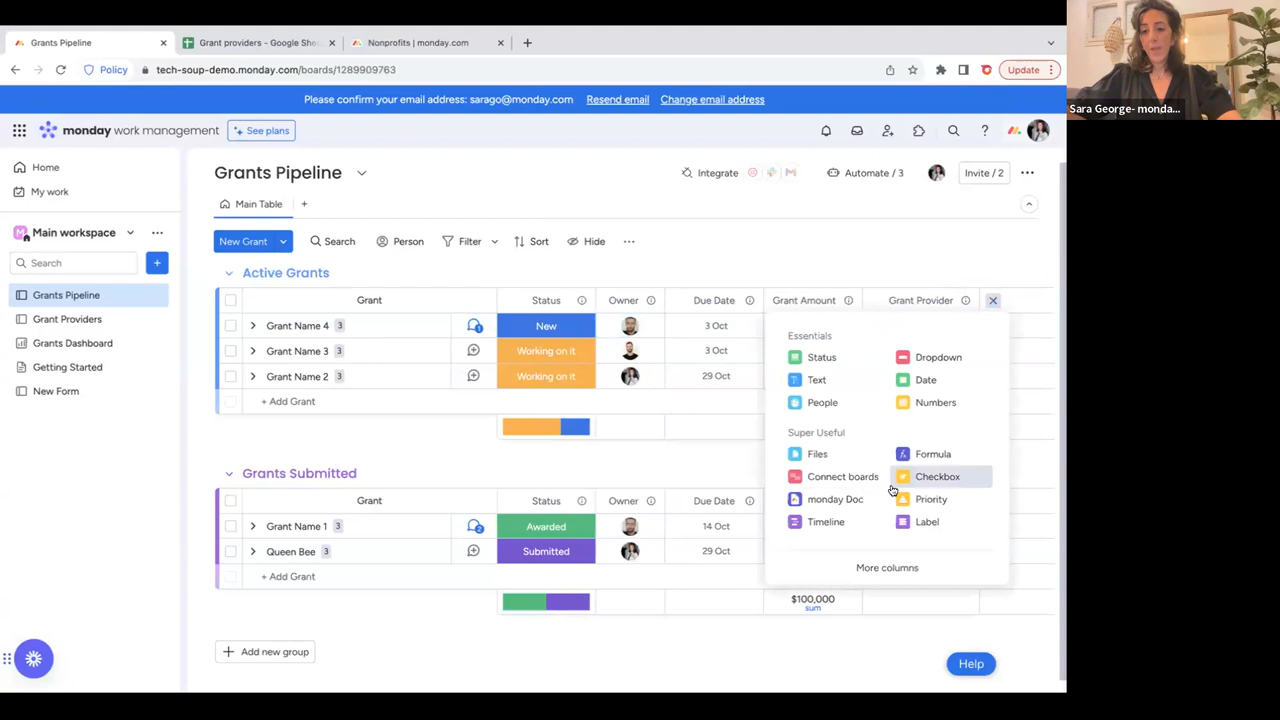 Grants Pipeline
Grant providers - Google She
Nonprofits | monday.com
Policy
tech-soup-demo.monday.com/boards/1289909763
Update
Sara George- monda...
Please confirm your email address: sarago@monday.com Resend email Change email address
monday work management
See plans
Home
My work
Main workspace
Search
Grants Pipeline
Grant Providers
Grants Dashboard
Getting Started
New Form
Grants Pipeline
Integrate
Automate / 3
Invite / 2
Main Table
New Grant
Search
Person
Filter
Sort
Hide
Active Grants
Grant Status Owner Due Date Grant Amount Grant Provider
Grant Name 4 3 1 New 3 Oct
Grant Name 3 3 Working on it 3 Oct
Grant Name 2 3 Working on it 29 Oct
+ Add Grant
Grants Submitted
Grant Status Owner Due Date
Grant Name 1 3 2 Awarded 14 Oct
Queen Bee 3 Submitted 29 Oct
+ Add Grant
$100,000
sum
Add new group
Essentials
Status Dropdown
Text Date
People Numbers
Super Useful
Files Formula
Connect boards Checkbox
monday Doc Priority
Timeline Label
More columns
Help